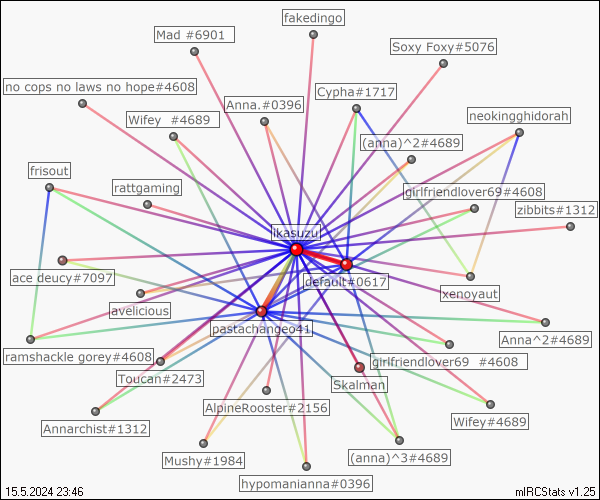 fakedingo
Mad #6901
Soxy Foxy#5076
no cops no laws no hope#4608
Cypha#1717
Anna.#0396
Wifey  #4689
neokingghidorah
(anna)^2#4689
frisout
rattgaming
girlfriendlover69#4608
zibbits#1312
ikasuzu
ace deucy#7097
default#0617
xenoyaut
avelicious
pastachangeo41
Anna^2#4689
ramshackle gorey#4608
girlfriendlover69  #4608
Toucan#2473
Skalman
AlpineRooster#2156
Annarchist#1312
Wifey#4689
Mushy#1984
(anna)^3#4689
hypomanianna#0396
15.5.2024 23:46
mIRCStats v1.25